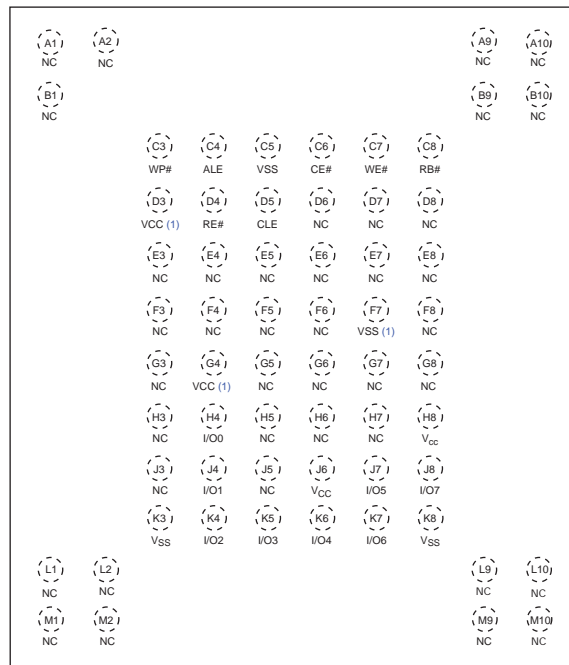 A1 A2 A9 A10
NC NC NC NC
B1 B9 B10
NC NC NC
C3 C4 C5 C6 C7 C8
WP# ALE VSS CE# WE# RB#
D3 D4 D5 D6 D7 D8
VCC (1) RE# CLE NC NC NC
E3 E4 E5 E6 E7 E8
NC NC NC NC NC NC
F3 F4 F5 F6 F7 F8
NC NC NC NC VSS (1) NC
G3 G4 G5 G6 G7 G8
NC VCC (1) NC NC NC NC
H3 H4 H5 H6 H7 H8
NC I/O0 NC NC NC Vcc
J3 J4 J5 J6 J7 J8
NC I/O1 NC VCC I/O5 I/O7
K3 K4 K5 K6 K7 K8
VSS I/O2 I/O3 I/O4 I/O6 VSS
L1 L2 L9 L10
NC NC NC NC
M1 M2 M9 M10
NC NC NC NC